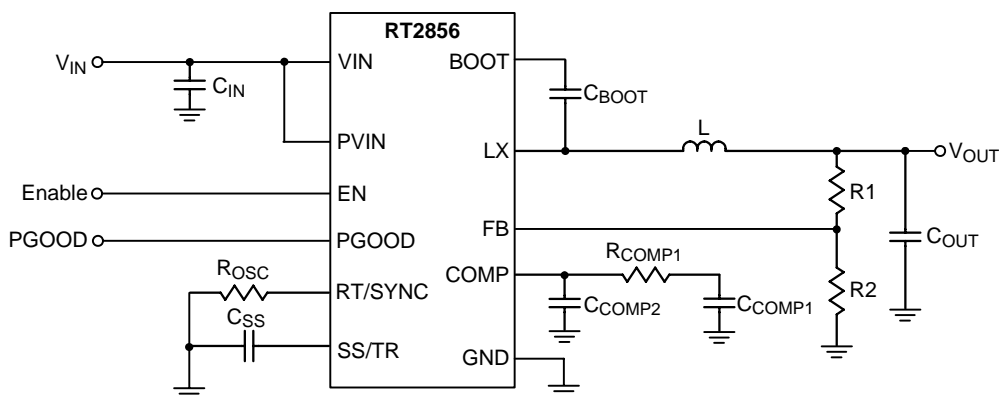 RT2856
VIN
VIN
BOOT
CIN
CBOOT
L
PVIN
LX
VOUT
Enable
EN
R1
PGOOD
PGOOD
FB
COUT
RCOMP1
COMP
ROSC
RT/SYNC
R2
CCOMP2
CCOMP1
CSS
SS/TR
GND